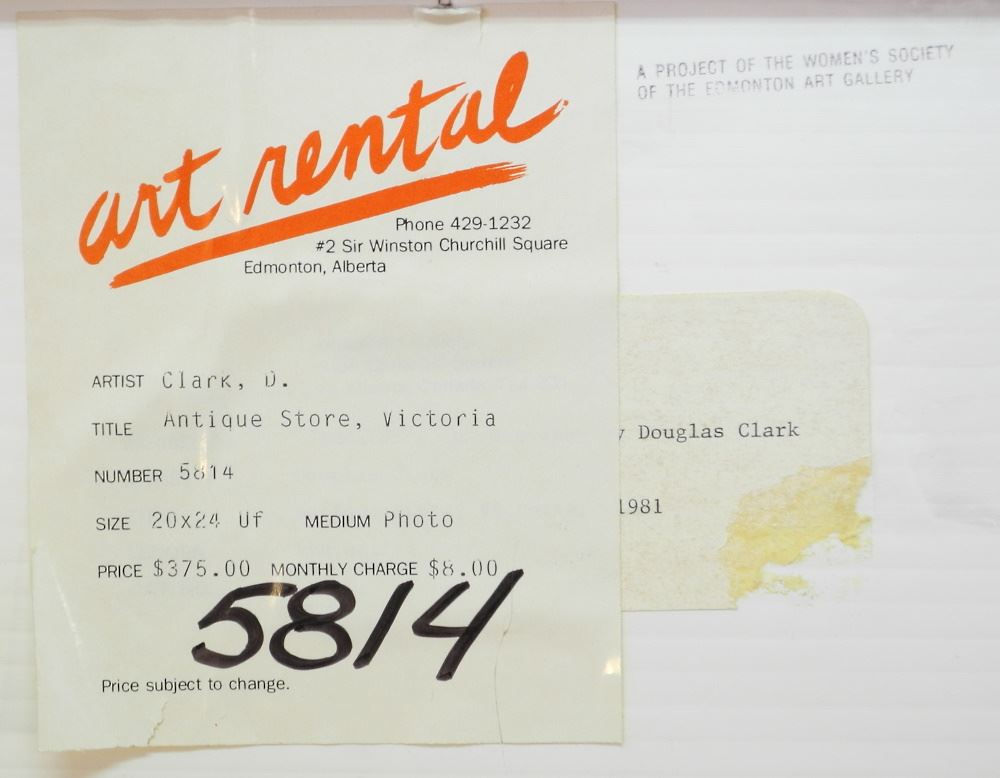 art rental
Phone 429-1232
#2 Sir Winston Churchill Square
Edmonton, Alberta
ARTIST Clark, D.
TITLE Antique Store, Victoria
NUMBER 5814
SIZE 20x24 Uf MEDIUM Photo
PRICE $375.00 MONTHLY CHARGE $8.00
5814
Price subject to change.
A PROJECT OF THE WOMEN'S SOCIETY
OF THE EDMONTON ART GALLERY
y Douglas Clark
1981